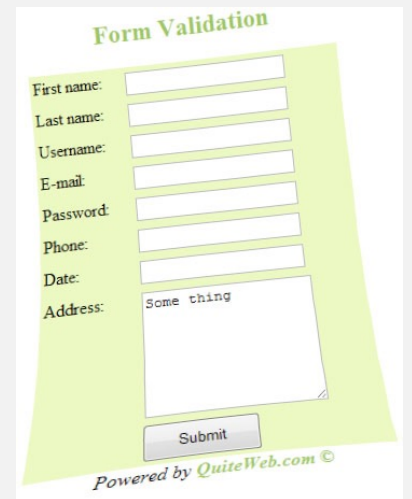 Form Validation
First name:
Last name:
Username:
E-mail:
Password:
Phone:
Date:
Address:
Some thing
Submit
Powered by QuiteWeb.com ©